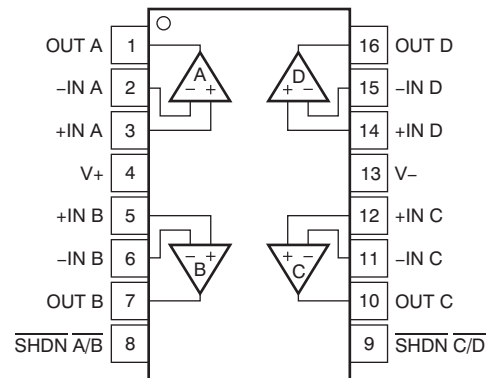 OUT A 1 16 OUT D
−IN A 2 A D 15 −IN D
− + + −
+IN A 3 14 +IN D
V+ 4 13 V−
+IN B 5 12 +IN C
− + + −
−IN B 6 B C 11 −IN C
OUT B 7 10 OUT C
SHDN A/B 8 9 SHDN C/D